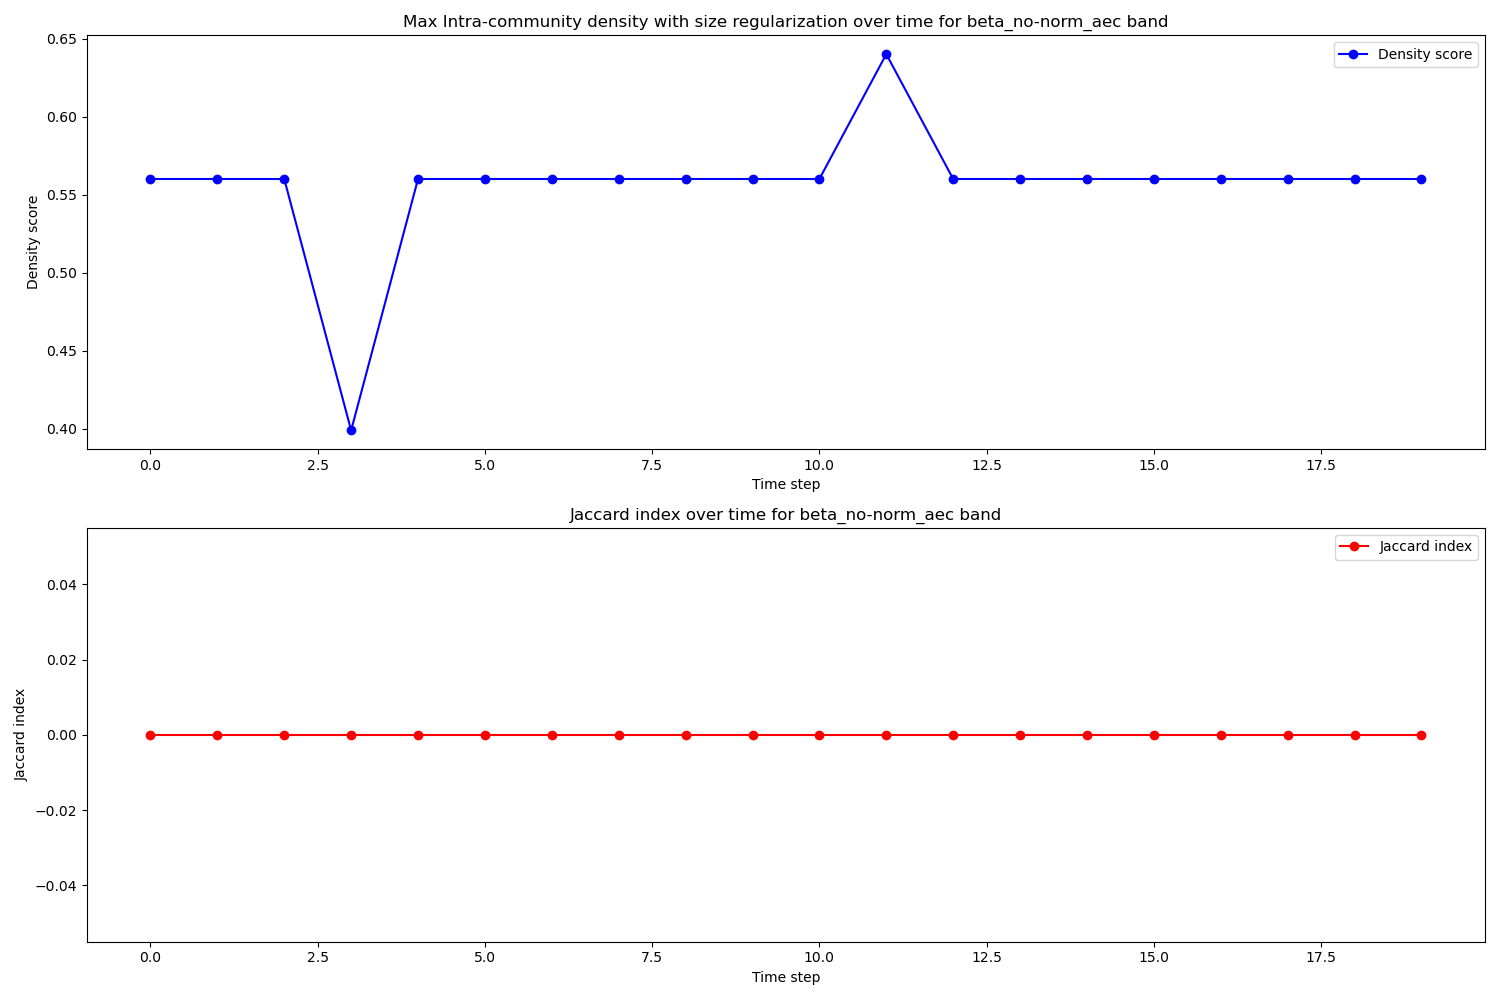 Max Intra-community density with size regularization over time for beta_no-norm_aec band
Density score
Density score
0.65
0.60
0.55
0.50
0.45
0.40
0.0 2.5 5.0 7.5 10.0 12.5 15.0 17.5
Time step
Jaccard index over time for beta_no-norm_aec band
Jaccard index
Jaccard index
0.04
0.02
0.00
−0.02
−0.04
0.0 2.5 5.0 7.5 10.0 12.5 15.0 17.5
Time step